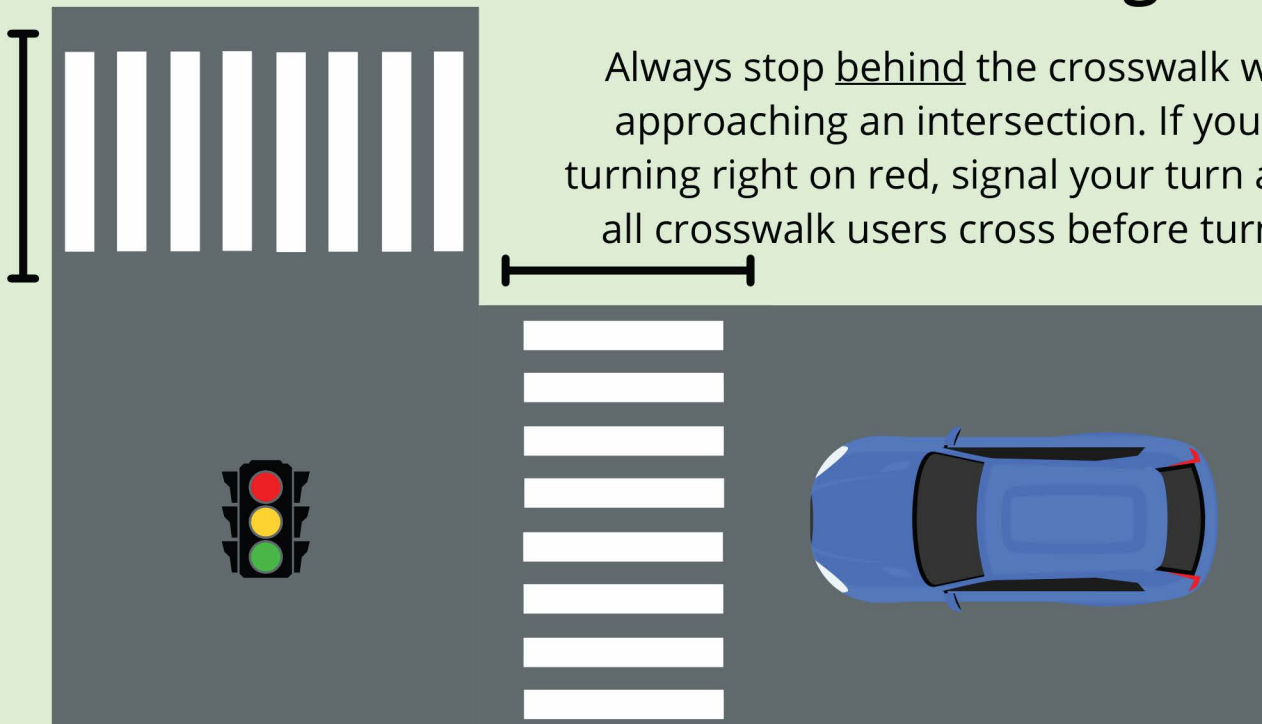 Always stop behind the crosswalk
approaching an intersection. If you
turning right on red, signal your turn
all crosswalk users cross before